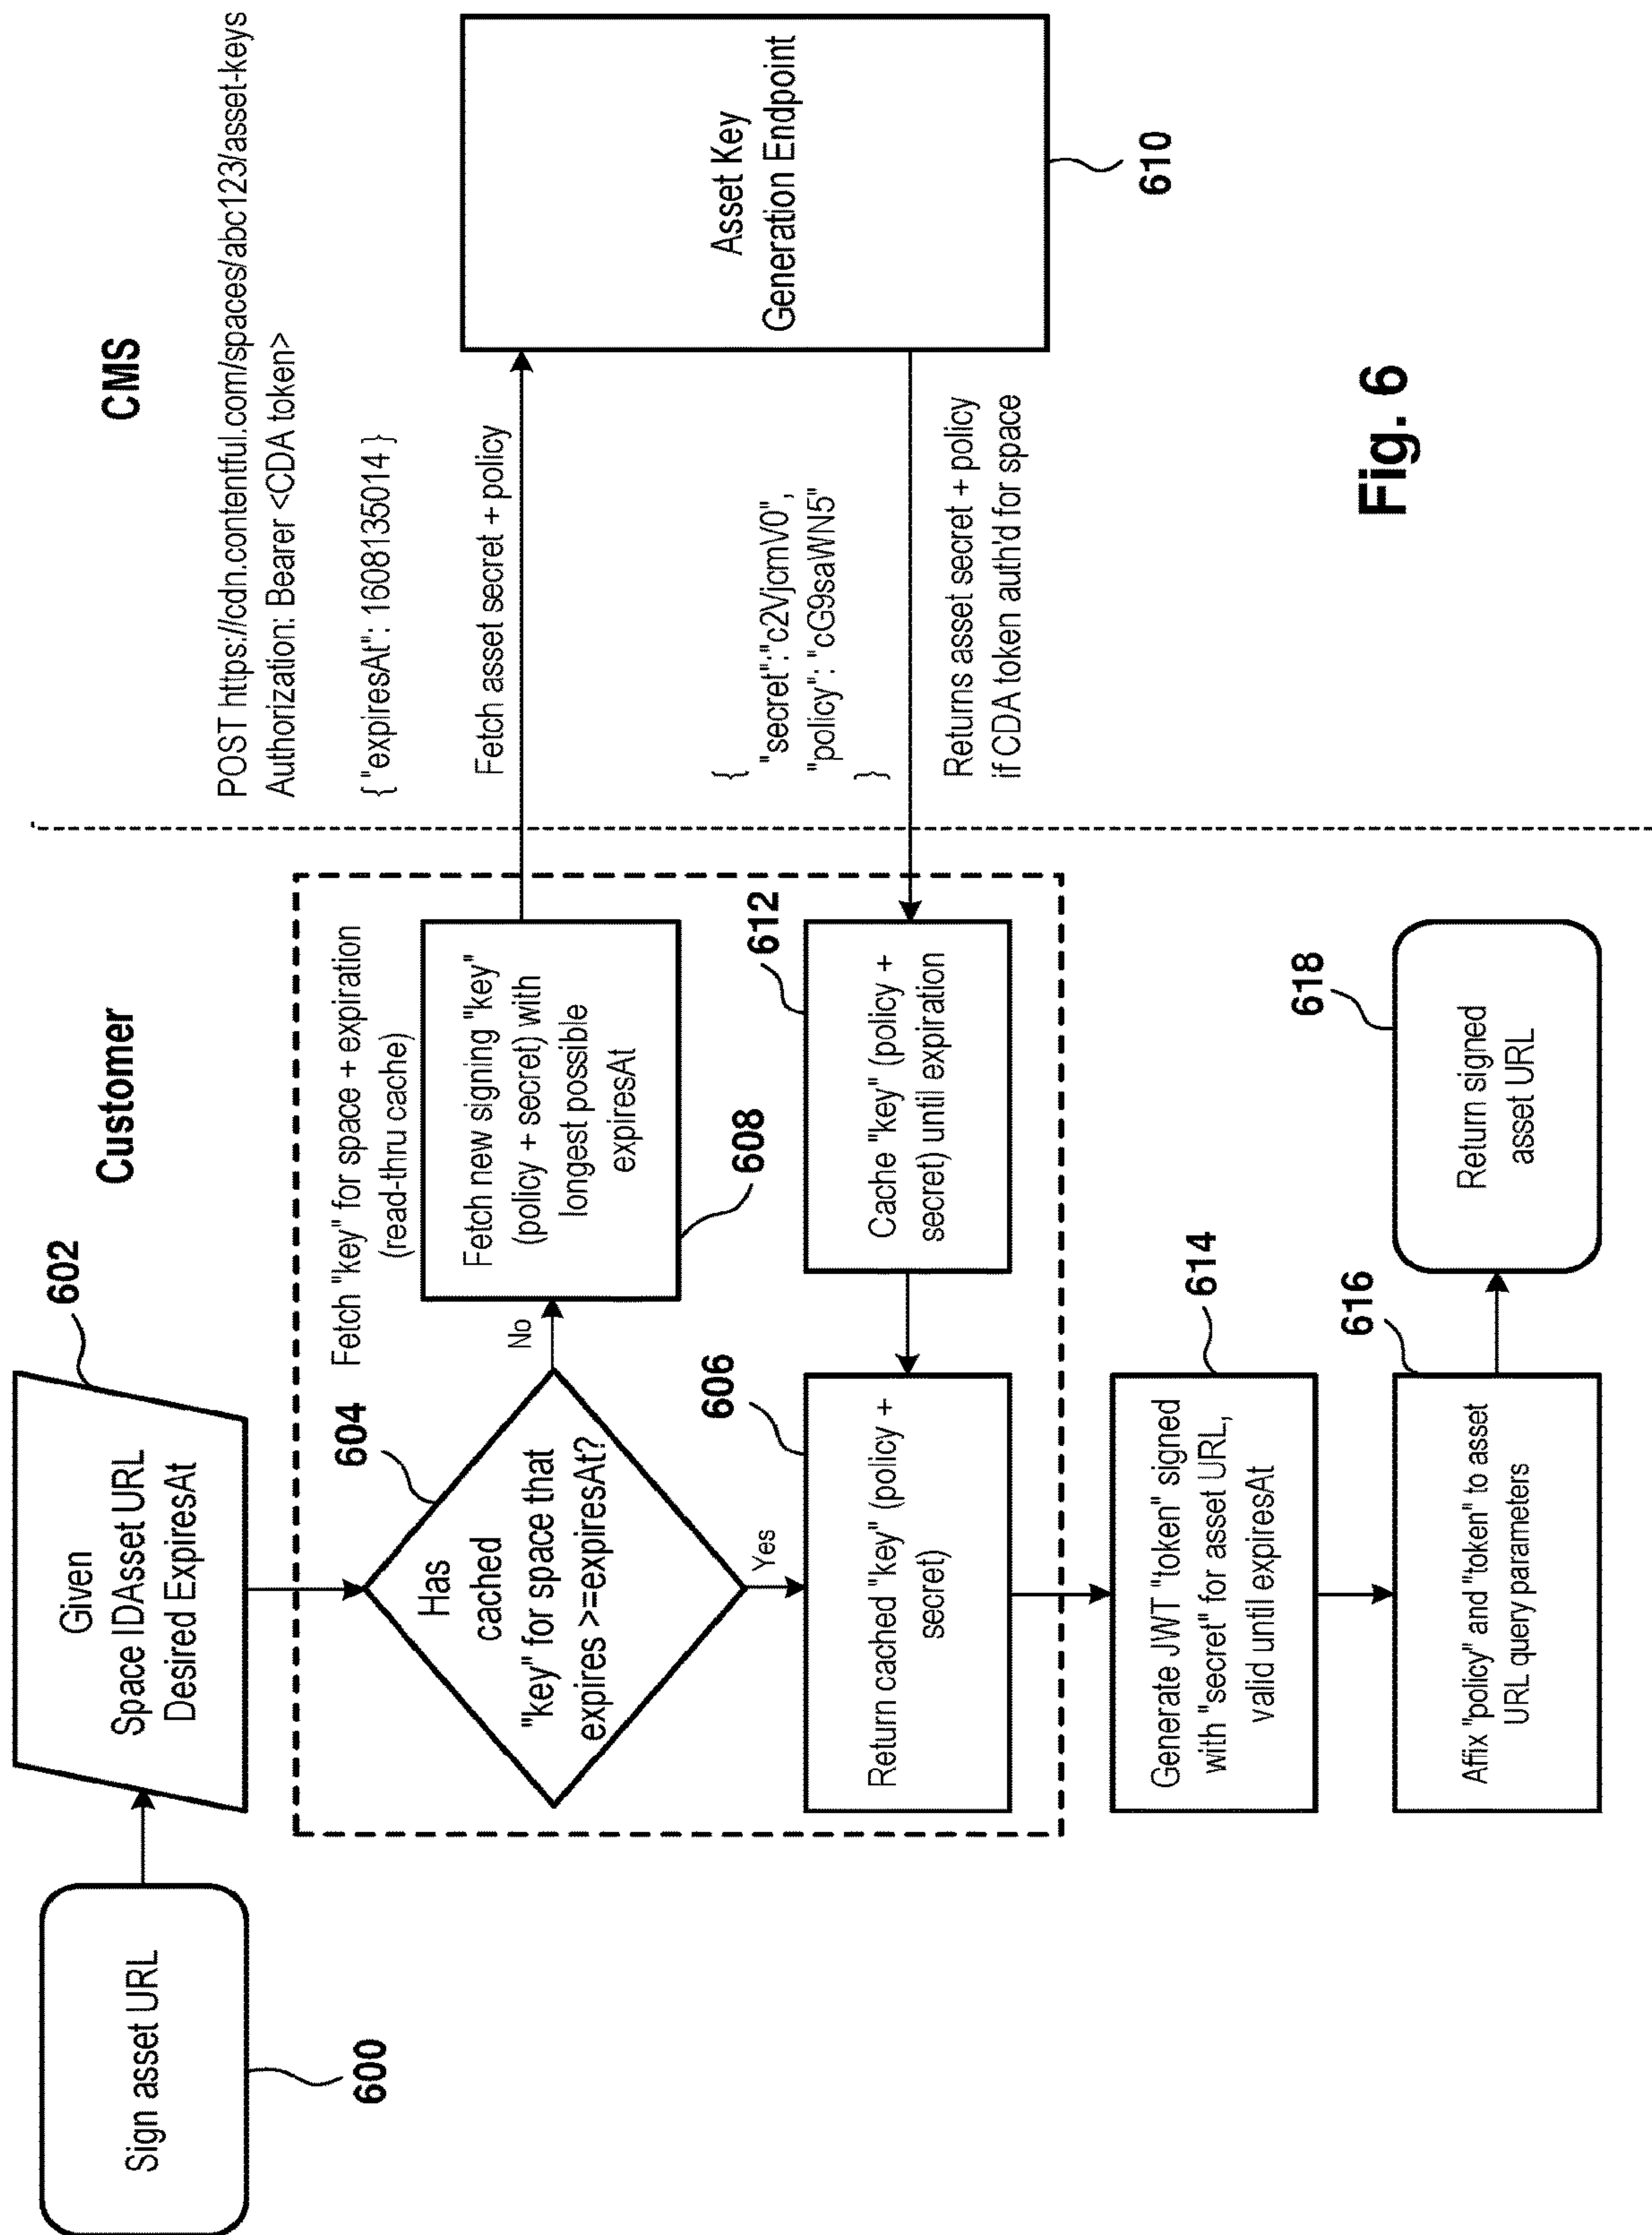 Customer
CMS
Sign asset URL
600
Given
Space IDAsset URL
Desired ExpiresAt
602
Fetch "key" for space + expiration
(read-thru cache)
604
Has
cached
"key" for space that
expires >=expiresAt?
No
Yes
Fetch new signing "key"
(policy + secret) with
longest possible
expiresAt
608
POST https://cdn.contentful.com/spaces/abc123/asset-keys
Authorization: Bearer <CDA token>
{ "expiresAt": 1608135014 }
Fetch asset secret + policy
Asset Key
Generation Endpoint
610
{
"secret":"c2VjcmV0",
"policy": "cG9saWN5"
}
Returns asset secret + policy
if CDA token auth'd for space
612
Cache "key" (policy +
secret) until expiration
606
Return cached "key" (policy +
secret)
614
Generate JWT "token" signed
with "secret" for asset URL,
valid until expiresAt
616
Affix "policy" and "token" to asset
URL query parameters
618
Return signed
asset URL
Fig. 6